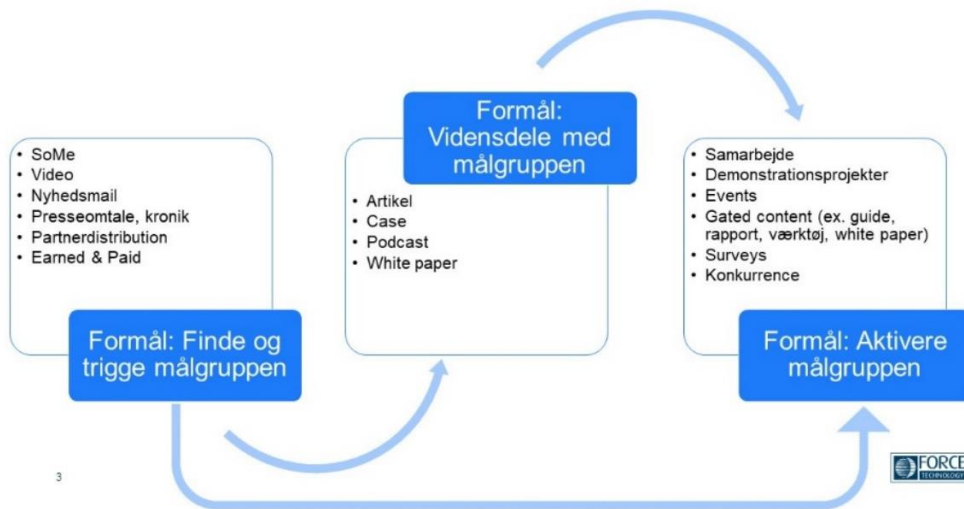 • SoMe
• Video
• Nyhedsmail
• Presseomtale, kronik
• Partnerdistribution
• Earned & Paid
Formål: Finde og
trigge målgruppen
Formål:
Vidensdele med
målgruppen
• Artikel
• Case
• Podcast
• White paper
• Samarbejde
• Demonstrationsprojekter
• Events
• Gated content (ex. guide,
rapport, værktøj, white paper)
• Surveys
• Konkurrence
Formål: Aktivere
målgruppen
3
FORCE
TECHNOLOGY